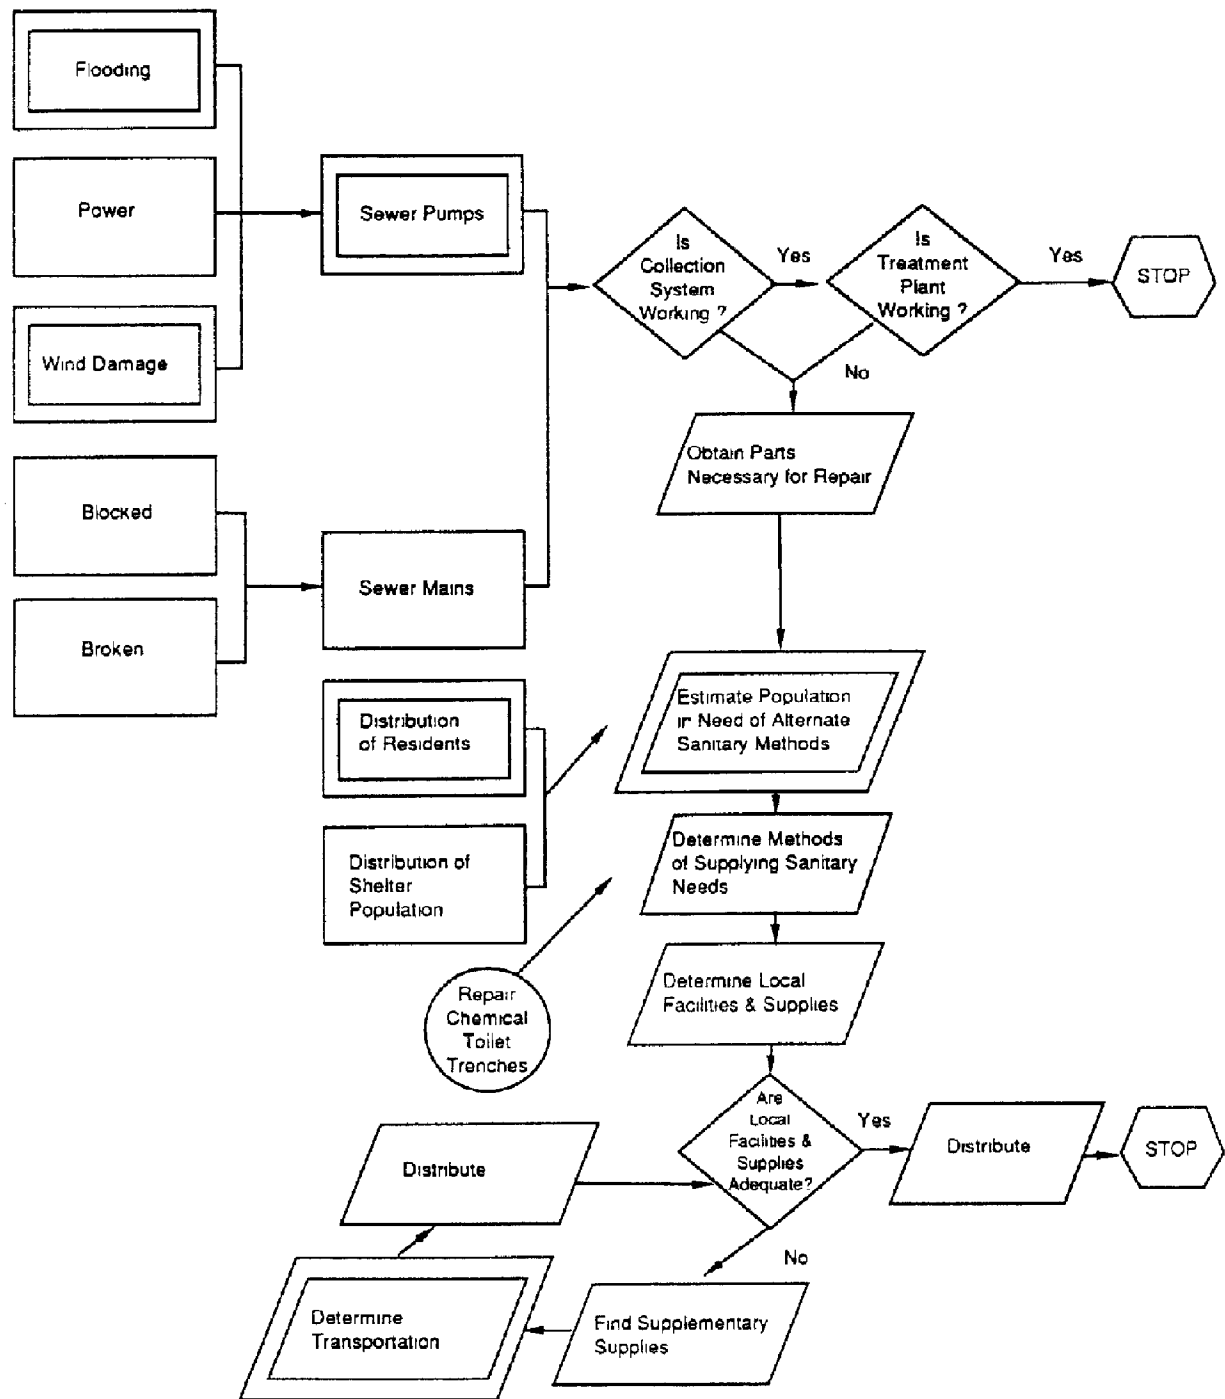 Flooding
Power
Wind Damage
Blocked
Broken
Sewer Pumps
Sewer Mains
Is
Collection
System
Working ?
Yes
Is
Treatment
Plant
Working ?
Yes
STOP
No
Obtain Parts
Necessary for Repair
Distribution
of Residents
Distribution of
Shelter
Population
Estimate Population
in Need of Alternate
Sanitary Methods
Determine Methods
of Supplying Sanitary
Needs
Repair
Chemical
Toilet
Trenches
Determine Local
Facilities & Supplies
Are
Local
Facilities &
Supplies
Adequate?
Yes
Distribute
STOP
No
Find Supplementary
Supplies
Determine
Transportation
Distribute